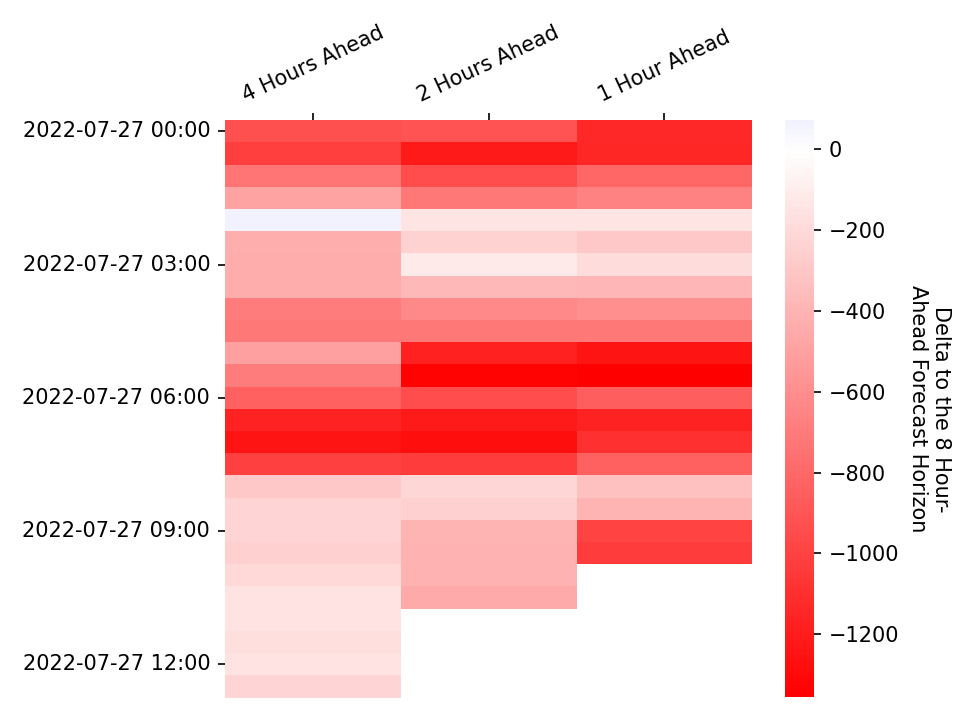 4 Hours Ahead
2 Hours Ahead
1 Hour Ahead
2022-07-27 00:00
2022-07-27 03:00
2022-07-27 06:00
2022-07-27 09:00
2022-07-27 12:00
0
−200
−400
−600
−800
−1000
−1200
Delta to the 8 Hour-
Ahead Forecast Horizon